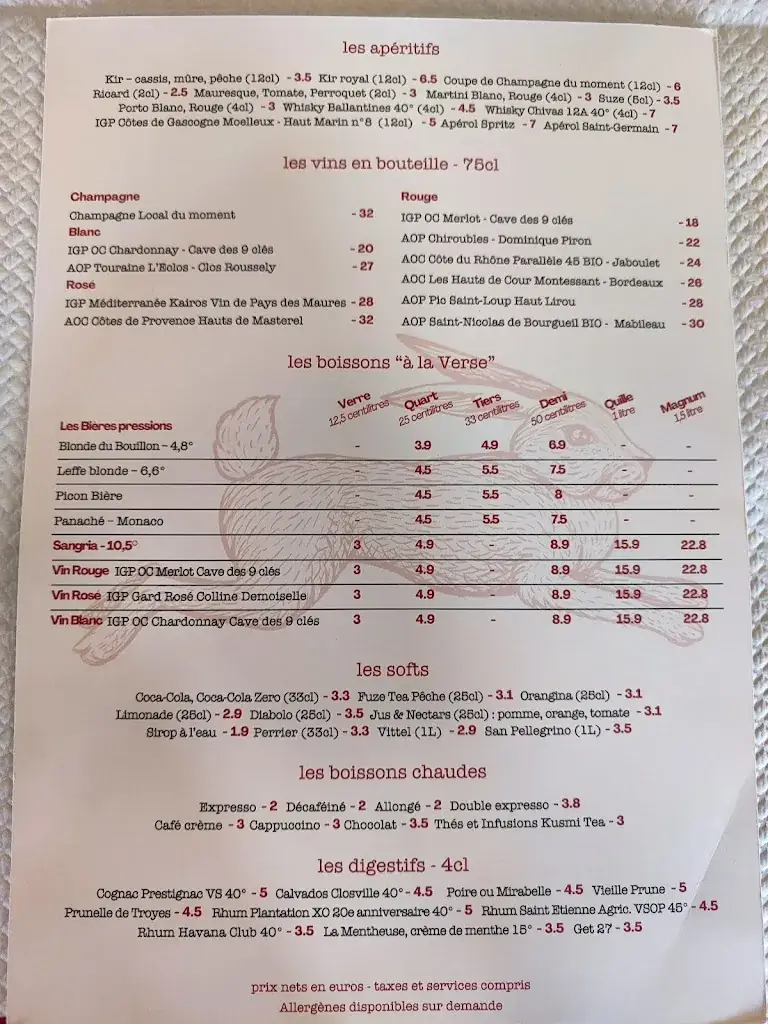 les apéritifs
Kir – cassis, mûre, pêche (12cl) - 3.5 Kir royal (12cl) - 6.5 Coupe de Champagne du moment (12cl) - 6
Ricard (2cl) - 2.5 Mauresque, Tomate, Perroquet (2cl) - 3 Martini Blanc, Rouge (4cl) - 3 Suze (5cl) - 3.5
Porto Blanc, Rouge (4cl) - 3 Whisky Ballantines 40° (4cl) - 4.5 Whisky Chivas 12A 40° (4cl) - 7
IGP Côtes de Gascogne Moelleux - Haut Marin n°8 (12cl) - 5 Apérol Spritz - 7 Apérol Saint-Germain - 7
les vins en bouteille - 75cl
Champagne
Champagne Local du moment - 32
Blanc
IGP OC Chardonnay - Cave des 9 clés - 20
AOP Touraine L'Eclos - Clos Roussely - 27
Rosé
IGP Méditerranée Kairos Vin de Pays des Maures - 28
AOC Côtes de Provence Hauts de Masterel - 32
Rouge
IGP OC Merlot - Cave des 9 clés - 18
AOP Chiroubles - Dominique Piron - 22
AOC Côte du Rhône Parallèle 45 BIO - Jaboulet - 24
AOC Les Hauts de Cour Montessant - Bordeaux - 26
AOP Pic Saint-Loup Haut Lirou - 28
AOP Saint-Nicolas de Bourgueil BIO - Mabileau - 30
les boissons "à la Verse"
Verre Quart Tiers Demi Quille Magnum
12,5 centilitres 25 centilitres 33 centilitres 50 centilitres 1 litre 1,5 litre
Les Bières pressions
Blonde du Bouillon – 4,8° - 3.9 4.9 6.9 - -
Leffe blonde – 6,6° - 4.5 5.5 7.5 - -
Picon Bière - 4.5 5.5 8 - -
Panaché – Monaco - 4.5 5.5 7.5 - -
Sangria - 10,5° 3 4.9 - 8.9 15.9 22.8
Vin Rouge IGP OC Merlot Cave des 9 clés 3 4.9 - 8.9 15.9 22.8
Vin Rosé IGP Gard Rosé Colline Demoiselle 3 4.9 - 8.9 15.9 22.8
Vin Blanc IGP OC Chardonnay Cave des 9 clés 3 4.9 - 8.9 15.9 22.8
les softs
Coca-Cola, Coca-Cola Zero (33cl) - 3.3 Fuze Tea Pêche (25cl) - 3.1 Orangina (25cl) - 3.1
Limonade (25cl) - 2.9 Diabolo (25cl) - 3.5 Jus & Nectars (25cl) : pomme, orange, tomate - 3.1
Sirop à l'eau - 1.9 Perrier (33cl) - 3.3 Vittel (1L) - 2.9 San Pellegrino (1L) - 3.5
les boissons chaudes
Expresso - 2 Décaféiné - 2 Allongé - 2 Double expresso - 3.8
Café crème - 3 Cappuccino - 3 Chocolat - 3.5 Thés et Infusions Kusmi Tea - 3
les digestifs - 4cl
Cognac Prestignac VS 40° - 5 Calvados Closville 40° - 4.5 Poire ou Mirabelle - 4.5 Vieille Prune - 5
Prunelle de Troyes - 4.5 Rhum Plantation XO 20e anniversaire 40° - 5 Rhum Saint Etienne Agric. VSOP 45° - 4.5
Rhum Havana Club 40° - 3.5 La Mentheuse, crème de menthe 15° - 3.5 Get 27 - 3.5
prix nets en euros - taxes et services compris
Allergènes disponibles sur demande